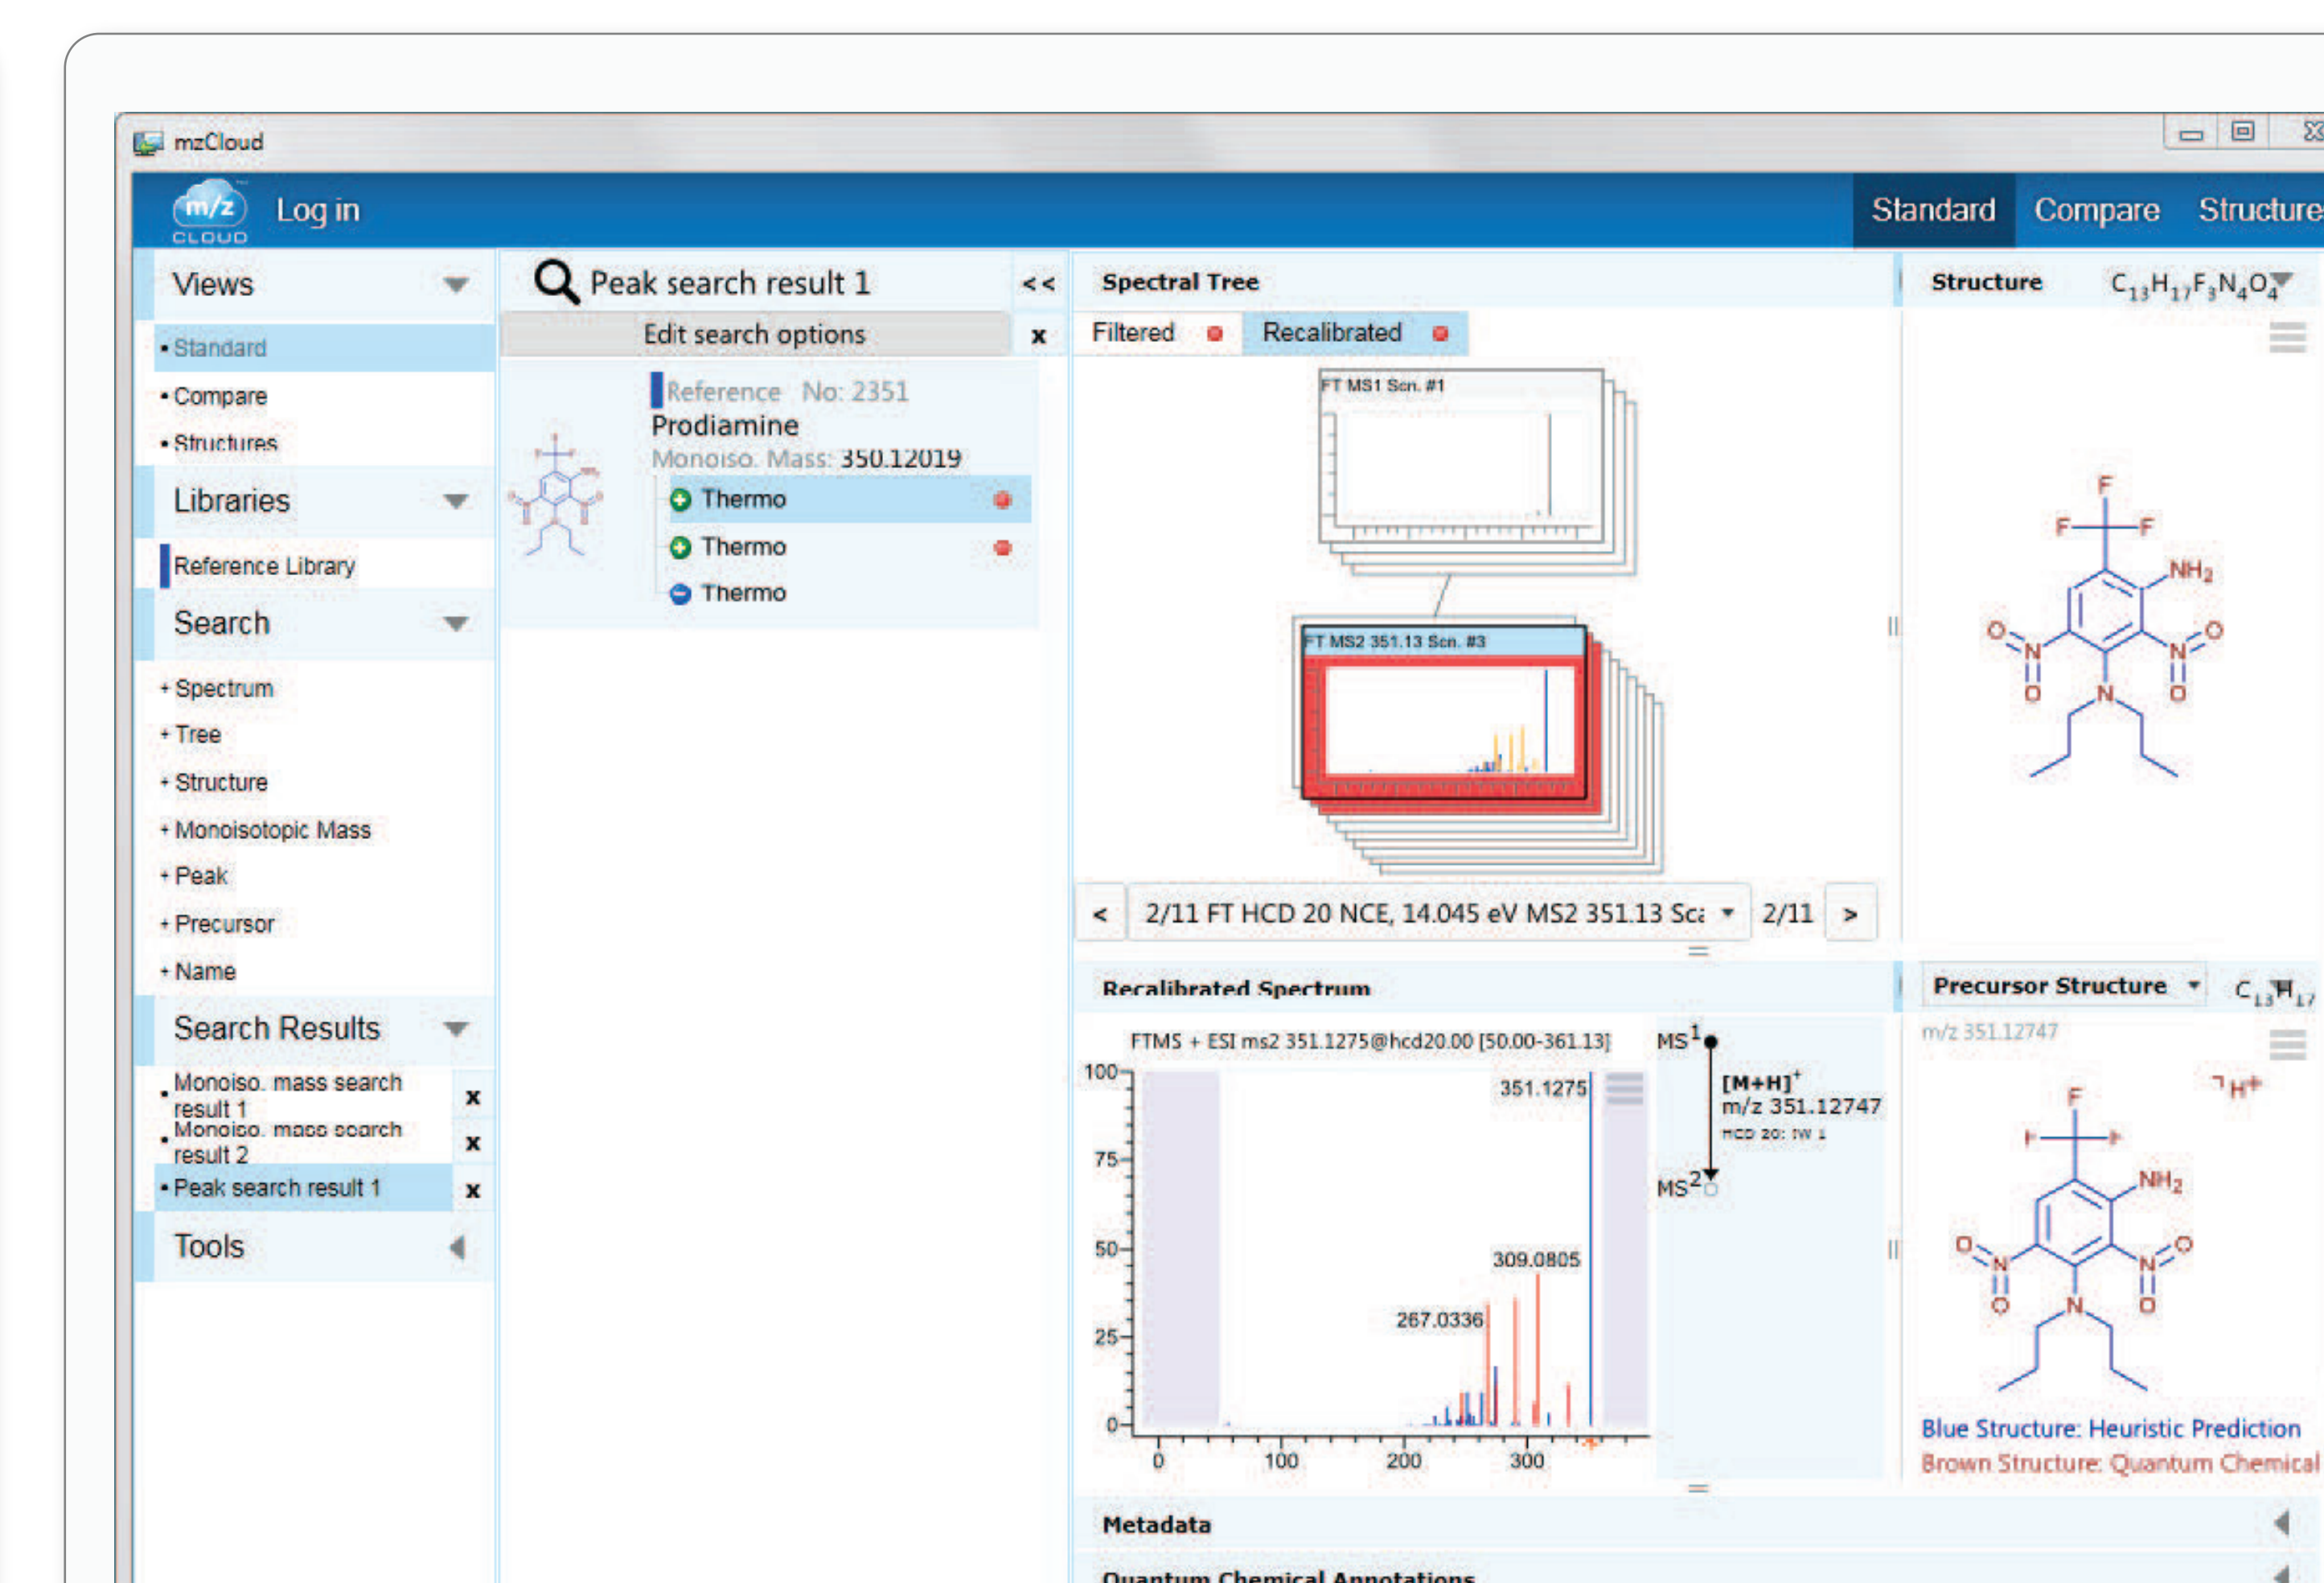 mzCloud
m/z
CLOUD
Log in
Standard
Compare
Structure
Views
Standard
Compare
Structures
Libraries
Reference Library
Search
+ Spectrum
+ Tree
+ Structure
+ Monoisotopic Mass
+ Peak
+ Precursor
+ Name
Search Results
Monoiso. mass search
result 1
x
Monoiso. mass search
result 2
x
Peak search result 1
x
Tools
Peak search result 1
<<
Edit search options
x
Reference No: 2351
Prodiamine
Monoiso. Mass: 350.12019
Thermo
Thermo
Thermo
Spectral Tree
Filtered
Recalibrated
FT MS1 Scn. #1
FT MS2 351.13 Scn. #3
<
2/11 FT HCD 20 NCE, 14.045 eV MS2 351.13 Sca
2/11
>
Structure
C13H17F3N4O4
F
F
F
NH2
O
O
N
N
O
O
N
Recalibrated Spectrum
FTMS + ESI ms2 351.1275@hcd20.00 [50.00-361.13]
100
75
50
25
0
351.1275
309.0805
267.0336
0
100
200
300
MS1
[M+H]+
m/z 351.12747
HCD 20; IW 1
MS2
Precursor Structure
C13H17
m/z 351.12747
H+
F
F
F
NH2
O
O
N
N
O
O
N
Blue Structure: Heuristic Prediction
Brown Structure: Quantum Chemical
Metadata
Quantum Chemical Annotations